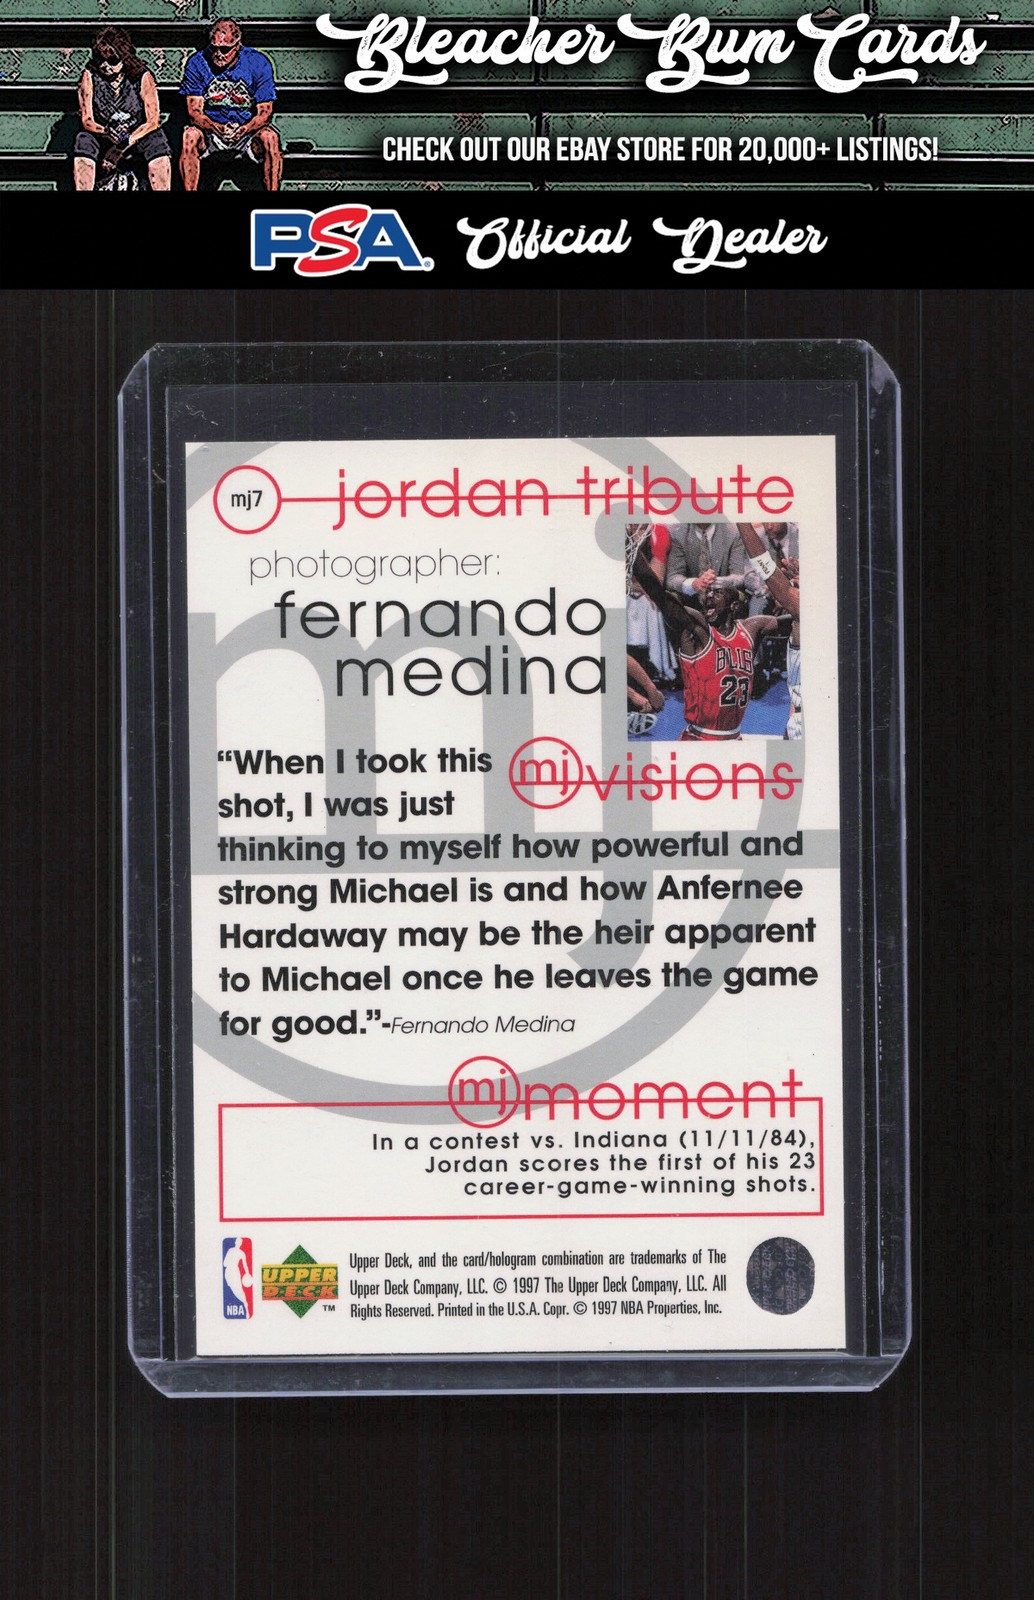 Bleacher Bum Cards
CHECK OUT OUR EBAY STORE FOR 20,000+ LISTINGS!
PSA® Official Dealer
mj7 jordan tribute
photographer:
fernando
medina
BULLS
23
"When I took this
shot, I was just
mj visions
thinking to myself how powerful and
strong Michael is and how Anfernee
Hardaway may be the heir apparent
to Michael once he leaves the game
for good."-Fernando Medina
mj moment
In a contest vs. Indiana (11/11/84),
Jordan scores the first of his 23
career-game-winning shots.
NBA
UPPER
DECK
™
Upper Deck, and the card/hologram combination are trademarks of The
Upper Deck Company, LLC. © 1997 The Upper Deck Company, LLC. All
Rights Reserved. Printed in the U.S.A. Copr. © 1997 NBA Properties, Inc.